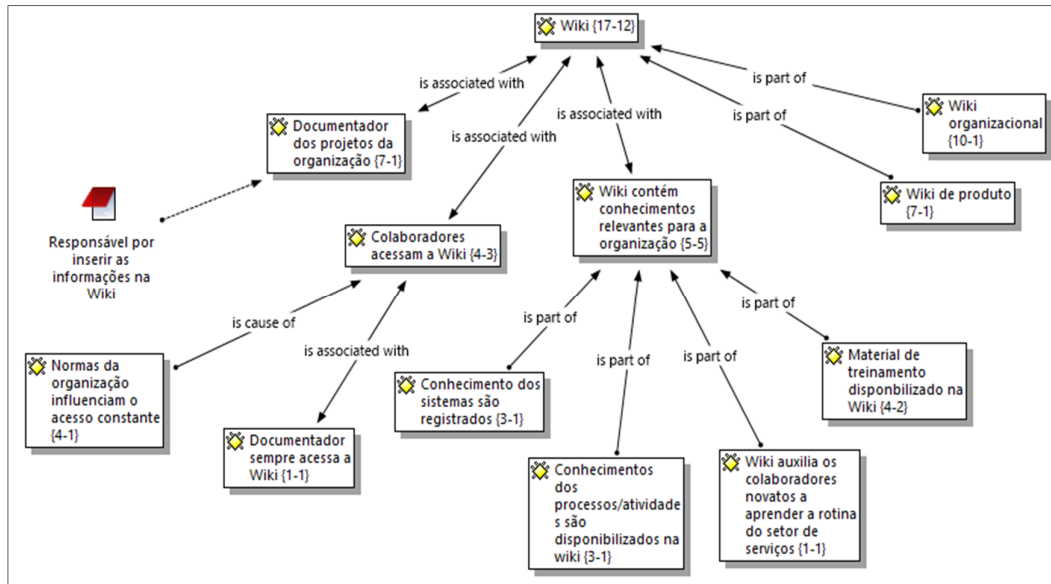 Wiki {17-12}
is associated with
is associated with
is associated with
is part of
is part of
Wiki
organizacional
{10-1}
Documentador
dos projetos da
organização {7-1}
Wiki de produto
{7-1}
Wiki contém
conhecimentos
relevantes para a
organização {5-5}
Responsável por
inserir as
informações na
Wiki
Colaboradores
acessam a Wiki {4-3}
is cause of
is associated with
is part of
is part of
is part of
is part of
Normas da
organização
influenciam o
acesso constante
{4-1}
Conhecimento dos
sistemas são
registrados {3-1}
Material de
treinamento
disponbilizado na
Wiki {4-2}
Documentador
sempre acessa a
Wiki {1-1}
Conhecimentos
dos
processos/atividade
s são
disponibilizados na
wiki {3-1}
Wiki auxilia os
colaboradores
novatos a
aprender a rotina
do setor de
serviços {1-1}